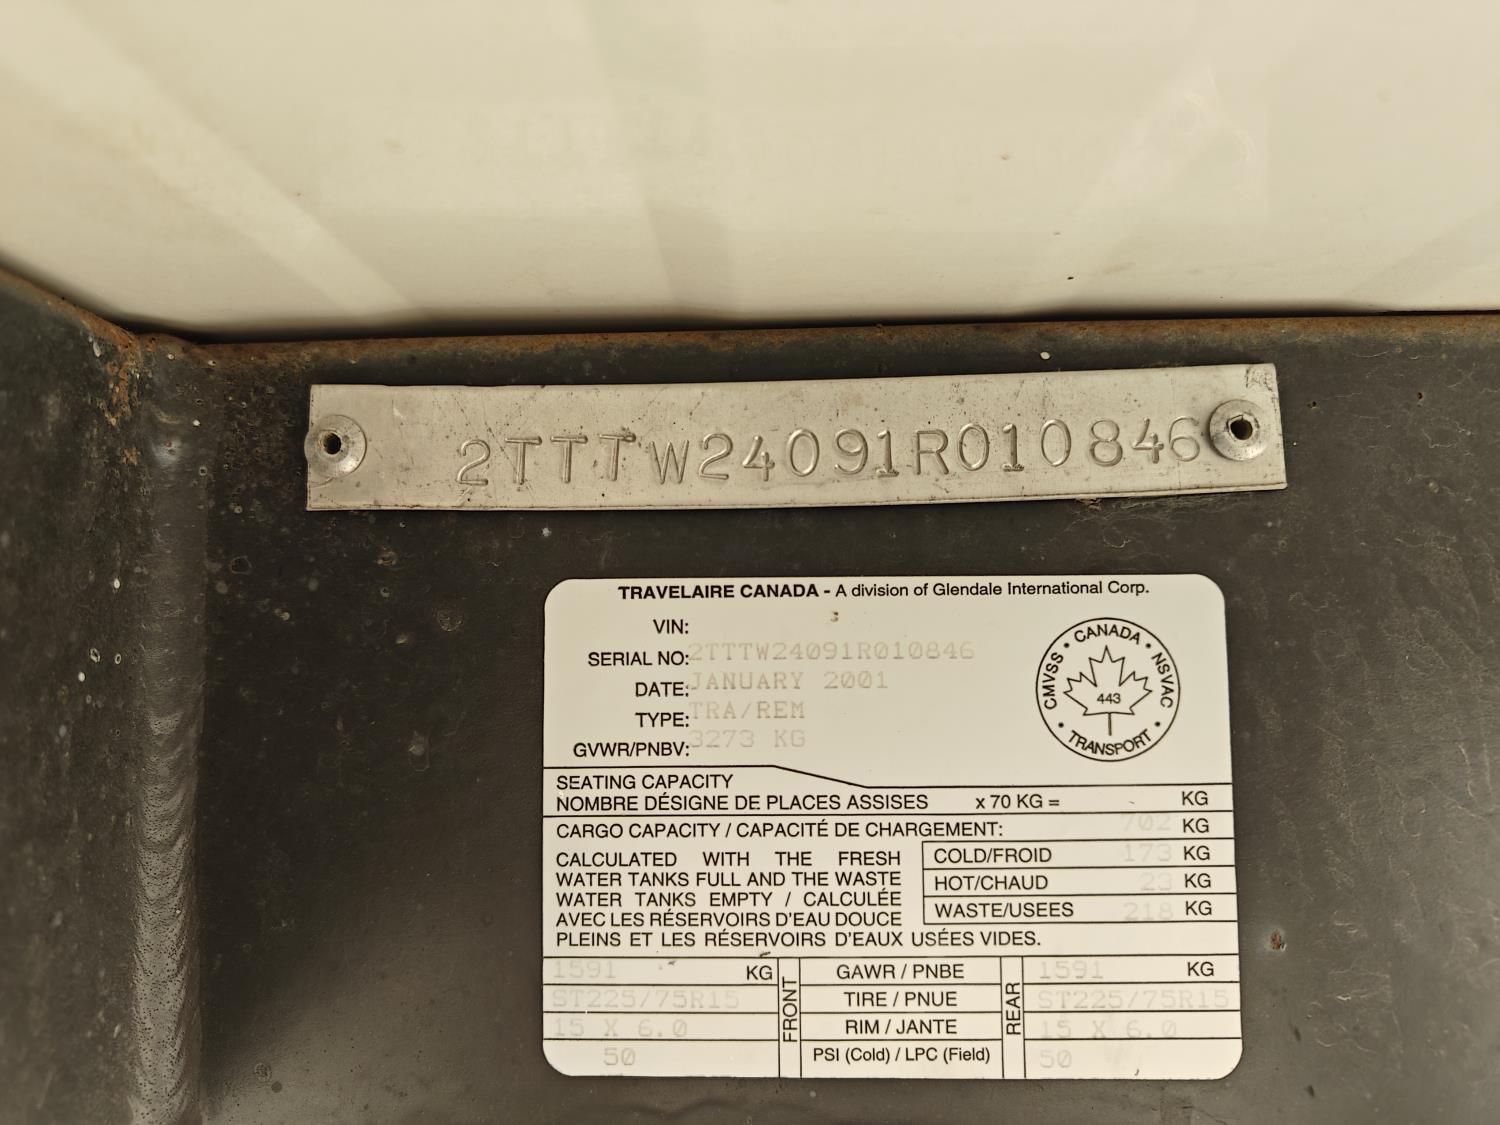 2TTTW24091R010846
TRAVELAIRE CANADA - A division of Glendale International Corp.
VIN:
SERIAL NO: 2TTTW24091R010846
DATE: JANUARY 2001
TYPE: TRA/REM
GVWR/PNBV: 3273 KG
CMVSS • CANADA • NSVAC • TRANSPORT •
443
SEATING CAPACITY
NOMBRE DÉSIGNE DE PLACES ASSISES x 70 KG = KG
CARGO CAPACITY / CAPACITÉ DE CHARGEMENT: 702 KG
CALCULATED WITH THE FRESH
WATER TANKS FULL AND THE WASTE
WATER TANKS EMPTY / CALCULÉE
AVEC LES RÉSERVOIRS D'EAU DOUCE
PLEINS ET LES RÉSERVOIRS D'EAUX USÉES VIDES.
COLD/FROID 173 KG
HOT/CHAUD 23 KG
WASTE/USEES 218 KG
1591 KG FRONT GAWR / PNBE REAR 1591 KG
ST225/75R15 TIRE / PNUE ST225/75R15
15 X 6.0 RIM / JANTE 15 X 6.0
50 PSI (Cold) / LPC (Field) 50